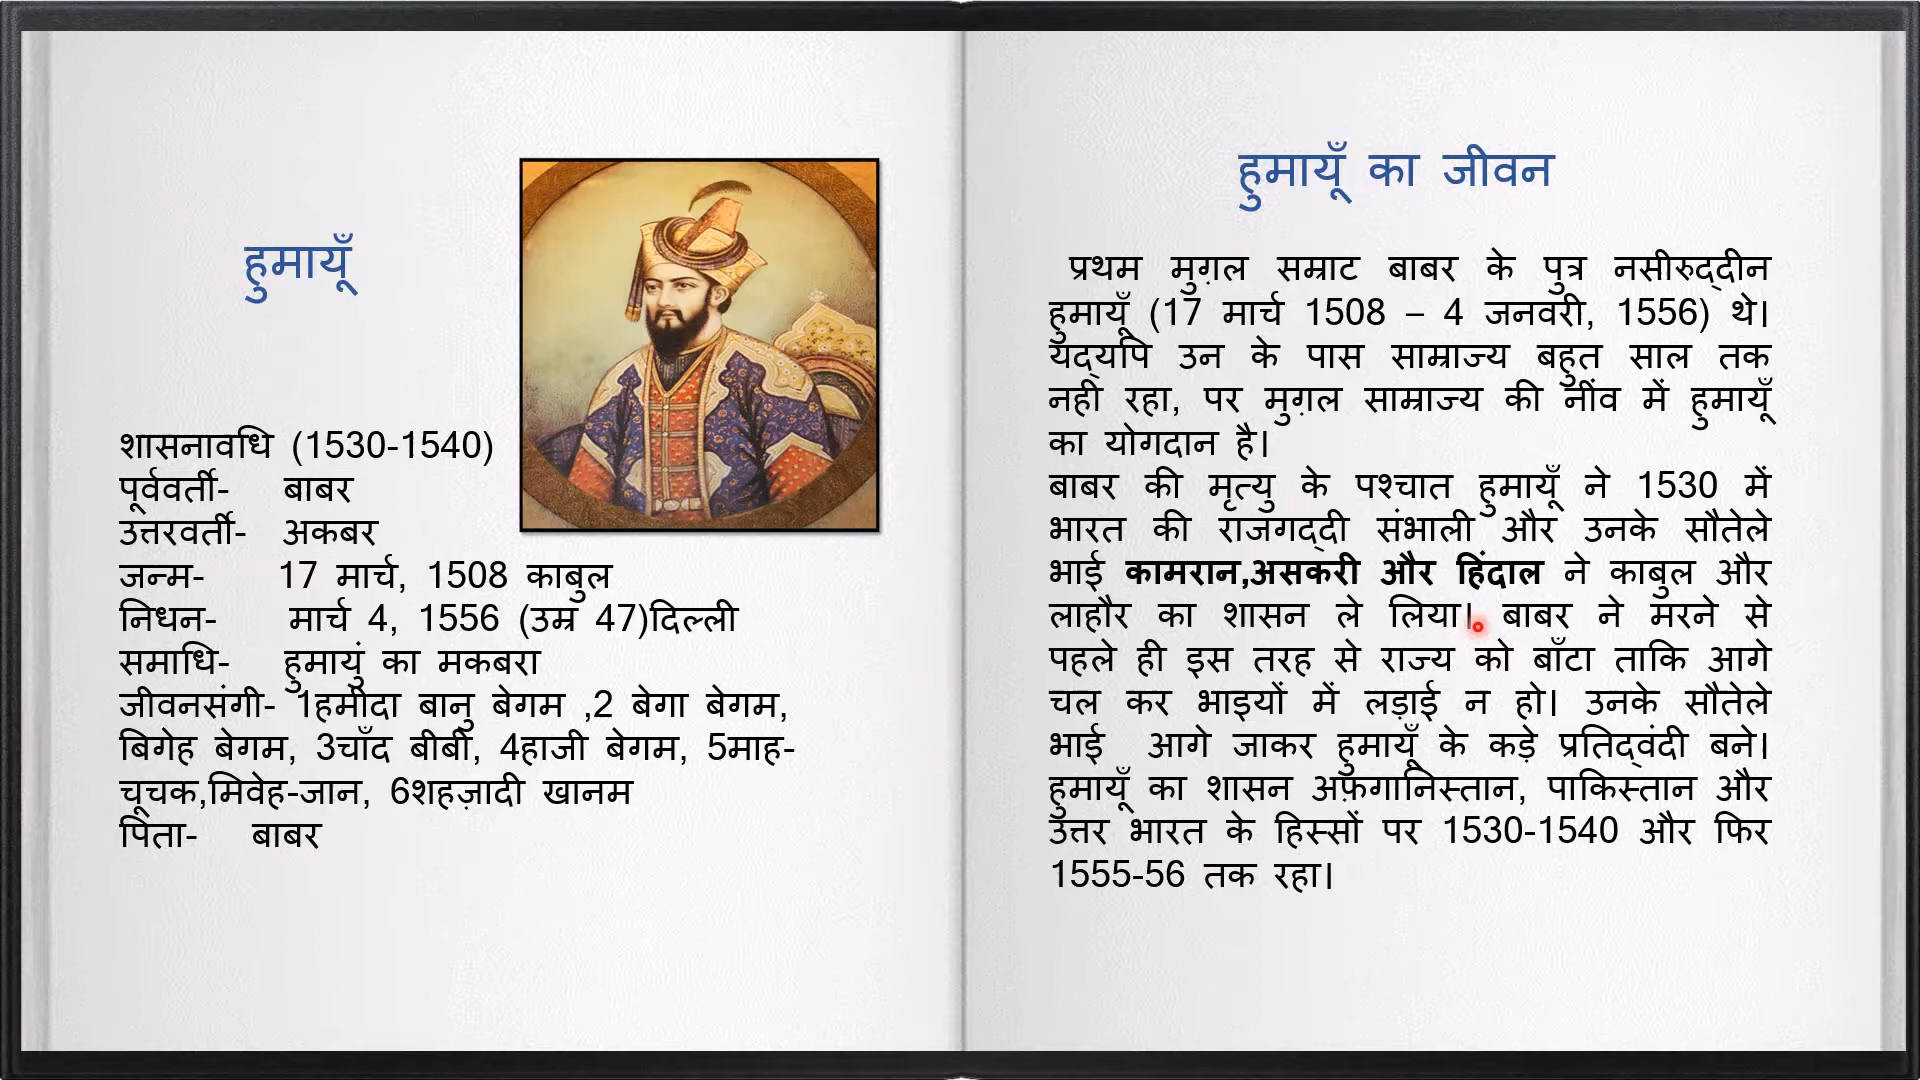 हुमायूँ
शासनावधि (1530-1540)
पूर्ववर्ती- बाबर
उत्तरवर्ती- अकबर
जन्म- 17 मार्च, 1508 काबुल
निधन- मार्च 4, 1556 (उम्र 47)दिल्ली
समाधि- हुमायुं का मकबरा
जीवनसंगी- 1हमीदा बानु बेगम ,2 बेगा बेगम,
बिगेह बेगम, 3चाँद बीबी, 4हाजी बेगम, 5माह-
चूचक,मिवेह-जान, 6शहज़ादी खानम
पिता- बाबर
हुमायूँ का जीवन
प्रथम मुग़ल सम्राट बाबर के पुत्र नसीरुद्दीन
हुमायूँ (17 मार्च 1508 – 4 जनवरी, 1556) थे।
यद्यपि उन के पास साम्राज्य बहुत साल तक
नही रहा, पर मुग़ल साम्राज्य की नींव में हुमायूँ
का योगदान है।
बाबर की मृत्यु के पश्चात हुमायूँ ने 1530 में
भारत की राजगद्दी संभाली और उनके सौतेले
भाई कामरान,असकरी और हिंदाल ने काबुल और
लाहौर का शासन ले लिया। बाबर ने मरने से
पहले ही इस तरह से राज्य को बाँटा ताकि आगे
चल कर भाइयों में लड़ाई न हो। उनके सौतेले
भाई आगे जाकर हुमायूँ के कड़े प्रतिद्वंदी बने।
हुमायूँ का शासन अफ़गानिस्तान, पाकिस्तान और
उत्तर भारत के हिस्सों पर 1530-1540 और फिर
1555-56 तक रहा।